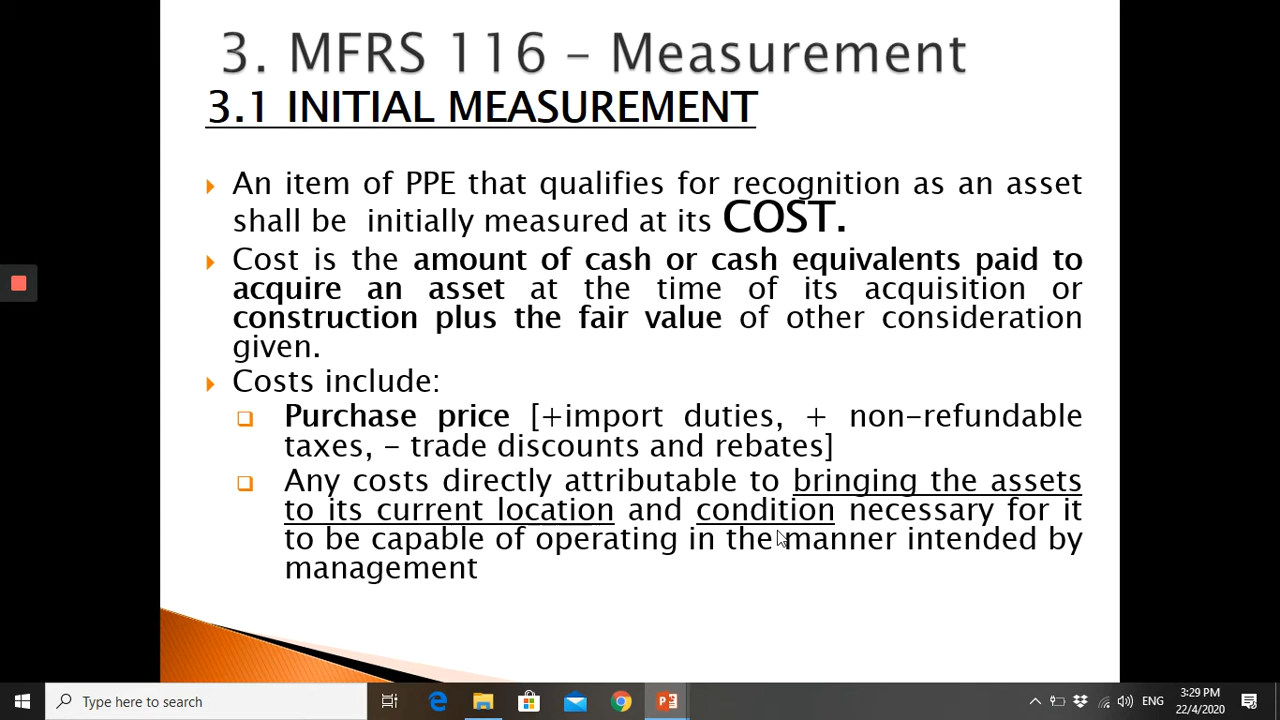 3. MFRS 116 – Measurement
3.1 INITIAL MEASUREMENT
An item of PPE that qualifies for recognition as an asset
shall be initially measured at its COST.
Cost is the amount of cash or cash equivalents paid to
acquire an asset at the time of its acquisition or
construction plus the fair value of other consideration
given.
Costs include:
Purchase price [+import duties, + non-refundable
taxes, - trade discounts and rebates]
Any costs directly attributable to bringing the assets
to its current location and condition necessary for it
to be capable of operating in the manner intended by
management
Type here to search
ENG
3:29 PM
22/4/2020